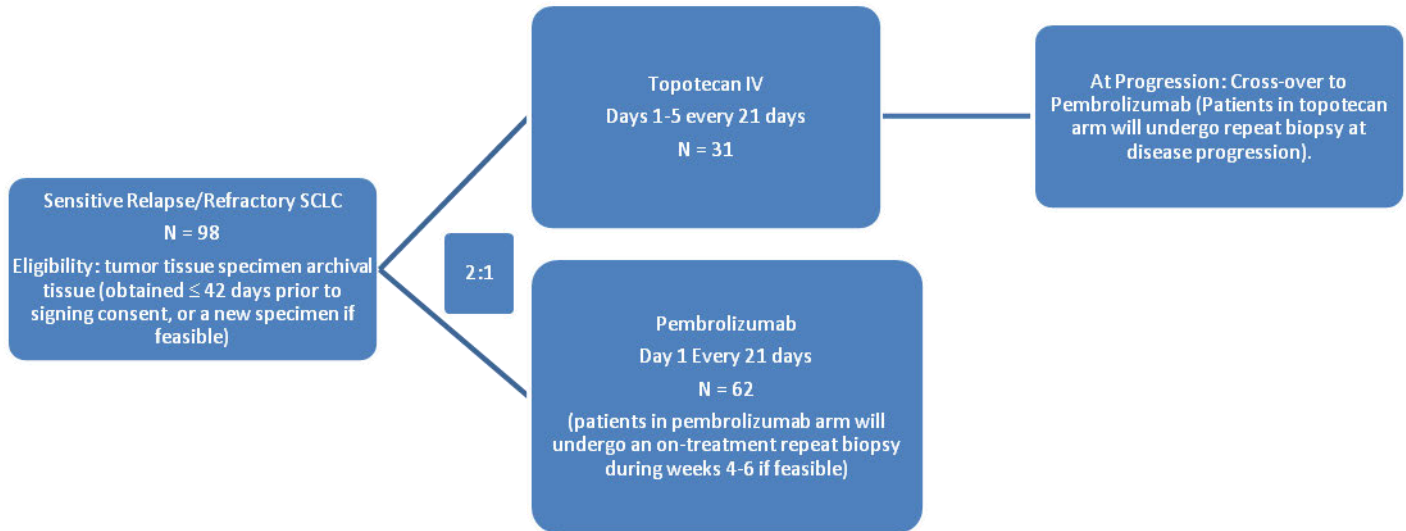 Sensitive Relapse/Refractory SCLC
N = 98
Eligibility: tumor tissue specimen archival
tissue (obtained ≤ 42 days prior to
signing consent, or a new specimen if
feasible)
2:1
Topotecan IV
Days 1-5 every 21 days
N = 31
Pembrolizumab
Day 1 Every 21 days
N = 62
(patients in pembrolizumab arm will
undergo an on-treatment repeat biopsy
during weeks 4-6 if feasible)
At Progression: Cross-over to
Pembrolizumab (Patients in topotecan
arm will undergo repeat biopsy at
disease progression).